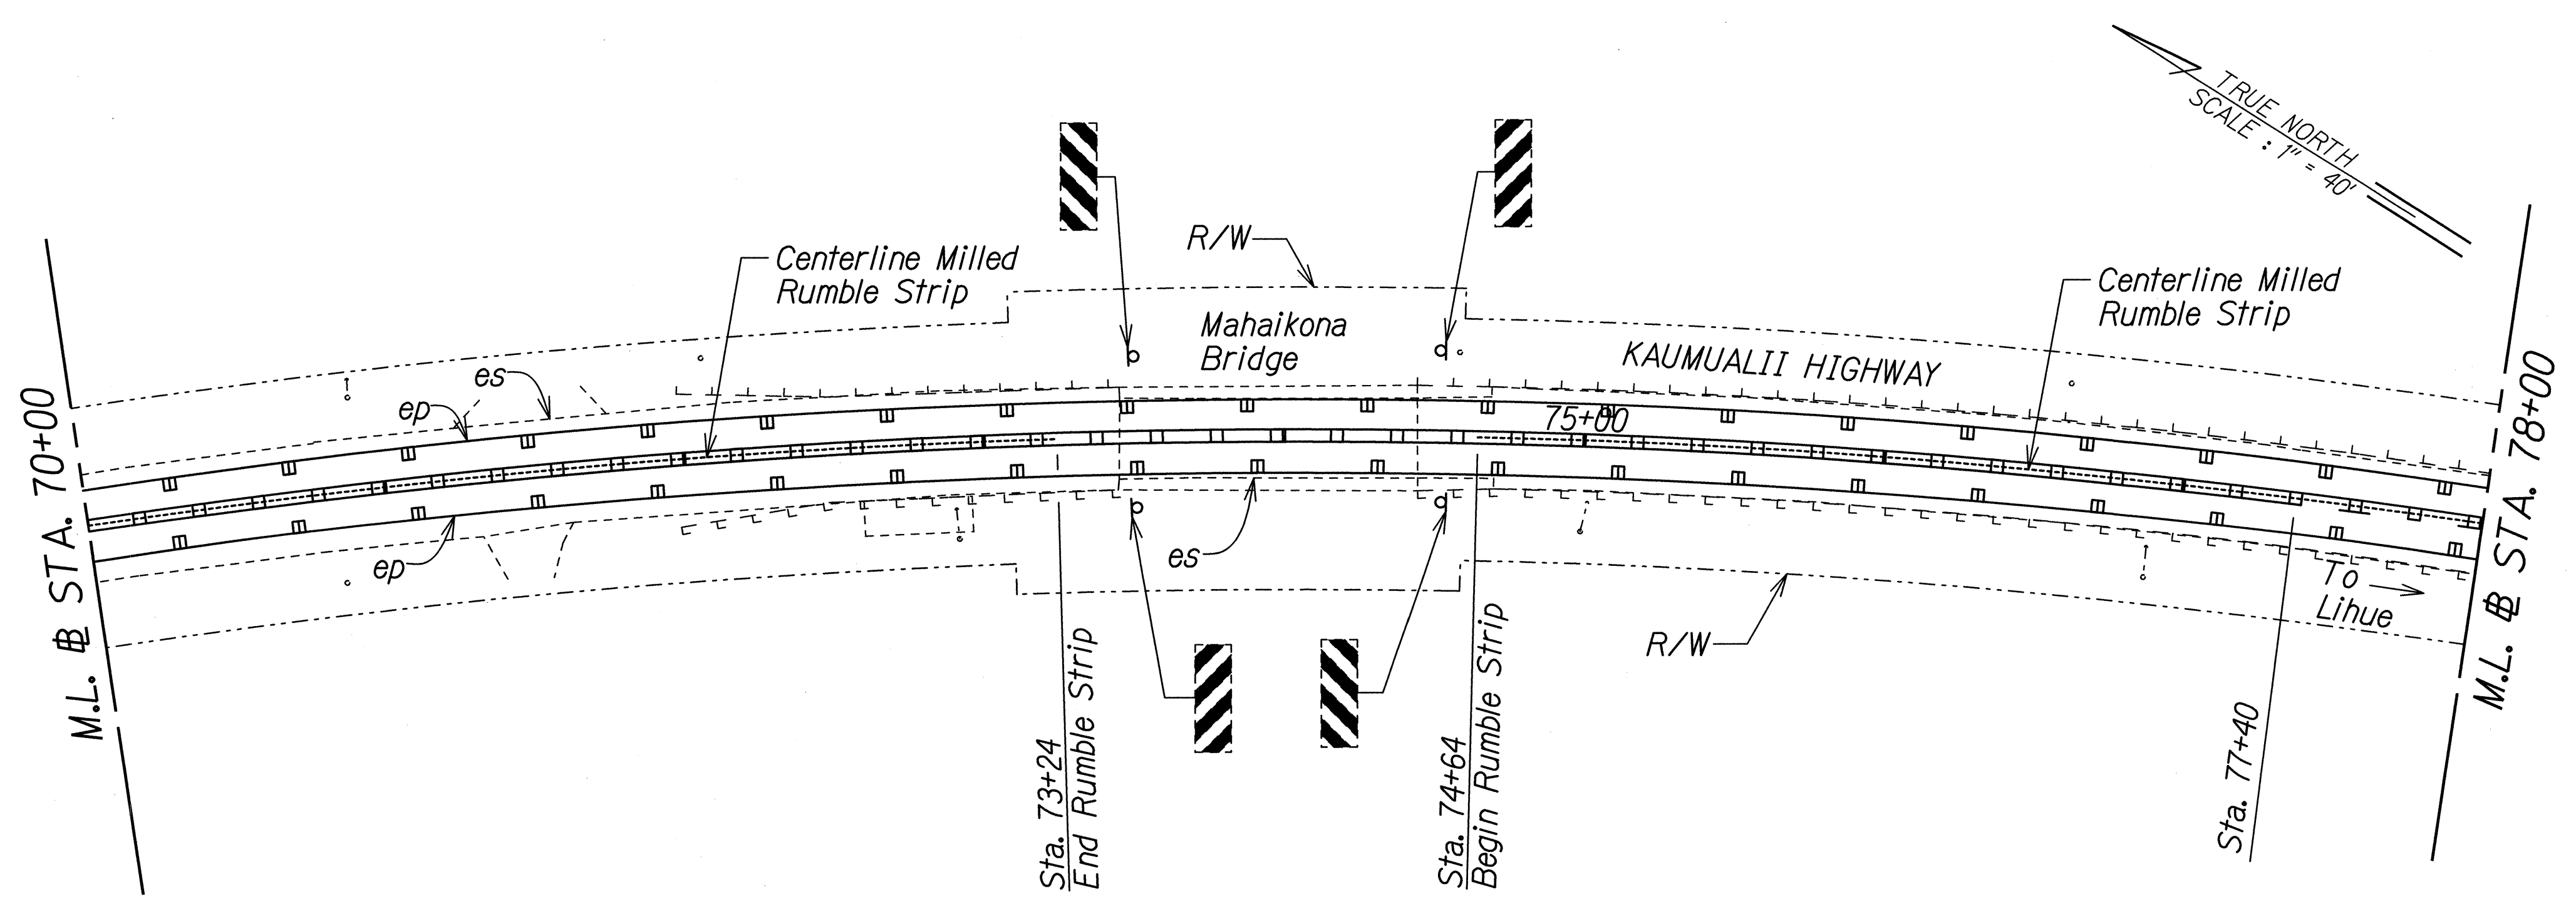 TRUE NORTH
SCALE : 1" = 40'
R/W
Centerline Milled
Rumble Strip
Centerline Milled
Rumble Strip
Mahaikona
Bridge
KAUMUALII HIGHWAY
es
ep
75+00
M.L. BL STA. 70+00
M.L. BL STA. 78+00
ep
es
To
Lihue
R/W
Sta. 73+24
End Rumble Strip
Sta. 74+64
Begin Rumble Strip
Sta. 77+40